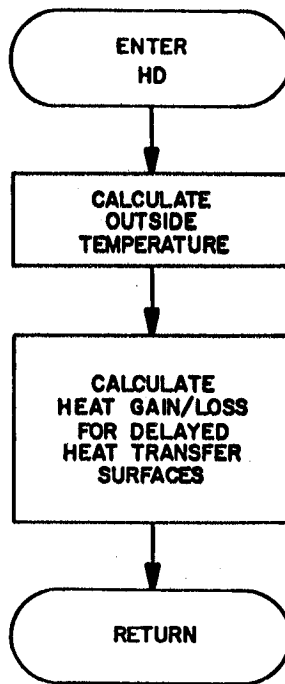 ENTER
HD
CALCULATE
OUTSIDE
TEMPERATURE
CALCULATE
HEAT GAIN/LOSS
FOR DELAYED
HEAT TRANSFER
SURFACES
RETURN